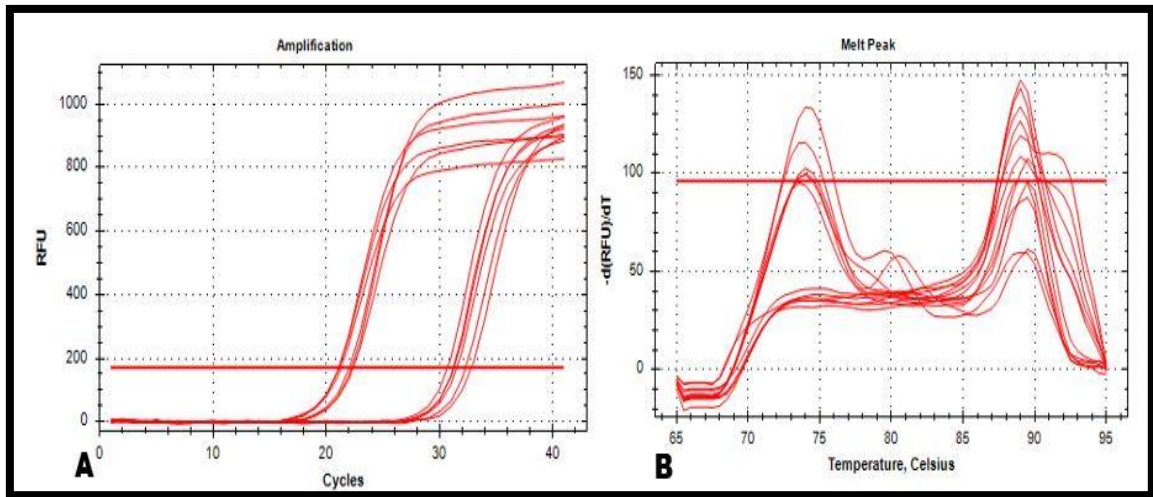 Amplification
1000
800
600
400
200
0
RFU
0 10 20 30 40
Cycles
A
Melt Peak
150
100
50
0
-d(RFU)/dT
65 70 75 80 85 90 95
Temperature, Celsius
B